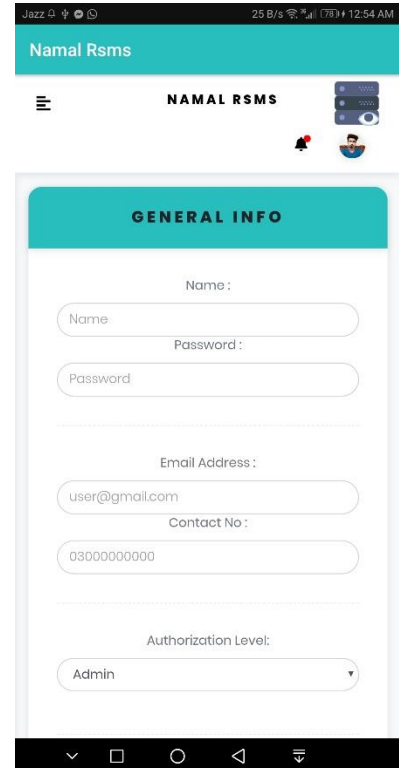 Jazz 25 B/s 78 12:54 AM
Namal Rsms
NAMAL RSMS
GENERAL INFO
Name :
Name
Password :
Password
Email Address :
user@gmail.com
Contact No :
03000000000
Authorization Level:
Admin